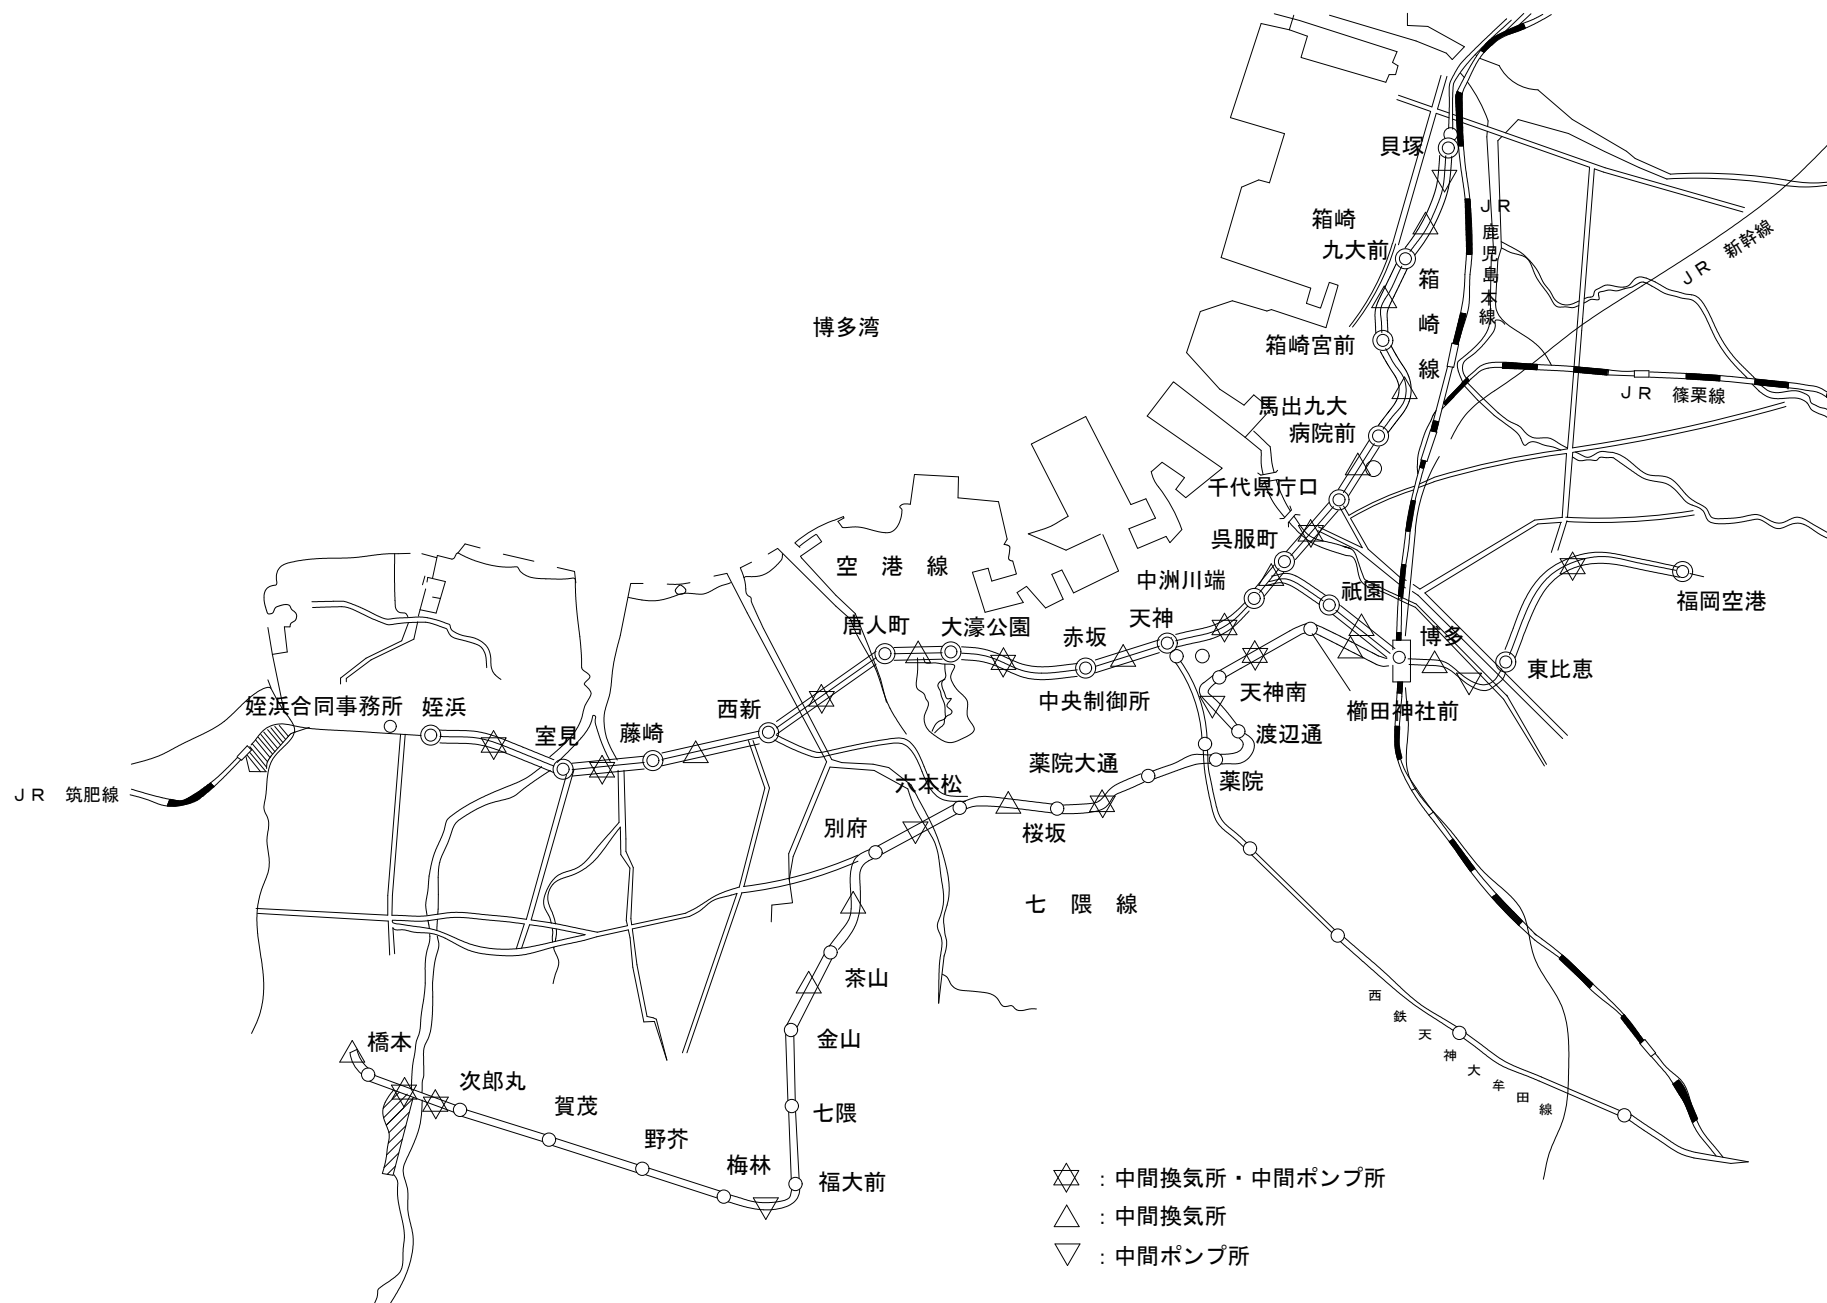 貝塚
箱崎
九大前
箱崎線
ＪＲ
鹿児島本線
ＪＲ 新幹線
博多湾
箱崎宮前
ＪＲ 篠栗線
馬出九大
病院前
千代県庁口
呉服町
空港線
中洲川端
祇園
福岡空港
天神
唐人町
大濠公園
赤坂
博多
東比恵
中央制御所
天神南
櫛田神社前
姪浜合同事務所
姪浜
室見
藤崎
西新
渡辺通
薬院大通
薬院
ＪＲ 筑肥線
六本松
別府
桜坂
七隈線
茶山
西鉄天神大牟田線
橋本
金山
次郎丸
賀茂
七隈
野芥
梅林
福大前
：中間換気所・中間ポンプ所
：中間換気所
：中間ポンプ所